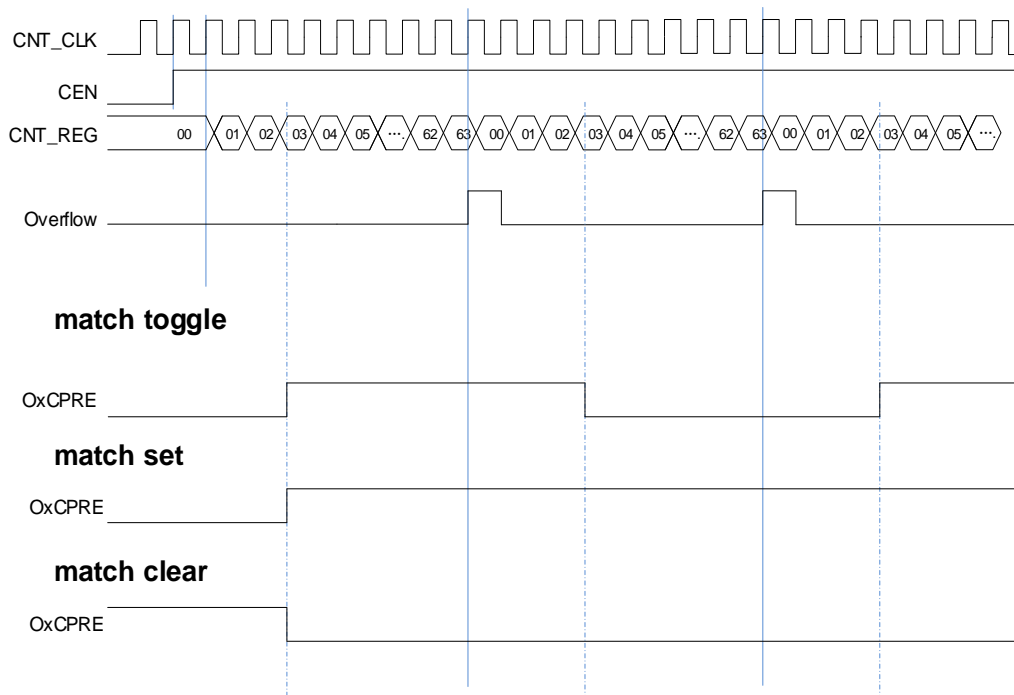 CNT_CLK
CEN
CNT_REG 00 01 02 03 04 05 .... 62 63 00 01 02 03 04 05 .... 62 63 00 01 02 03 04 05 ....
Overflow
match toggle
OxCPRE
match set
OxCPRE
match clear
OxCPRE